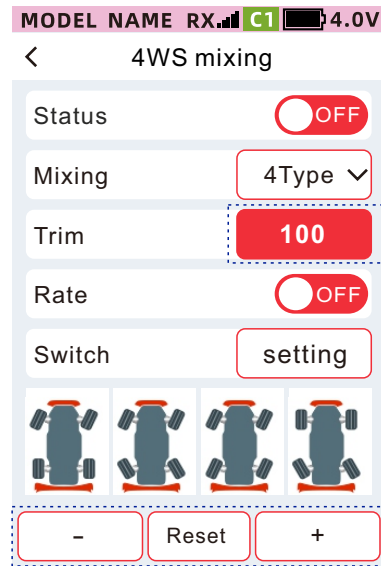 MODEL NAME RX C1 4.0V
4WS mixing
Status OFF
Mixing 4Type
Trim 100
Rate OFF
Switch setting
- Reset +